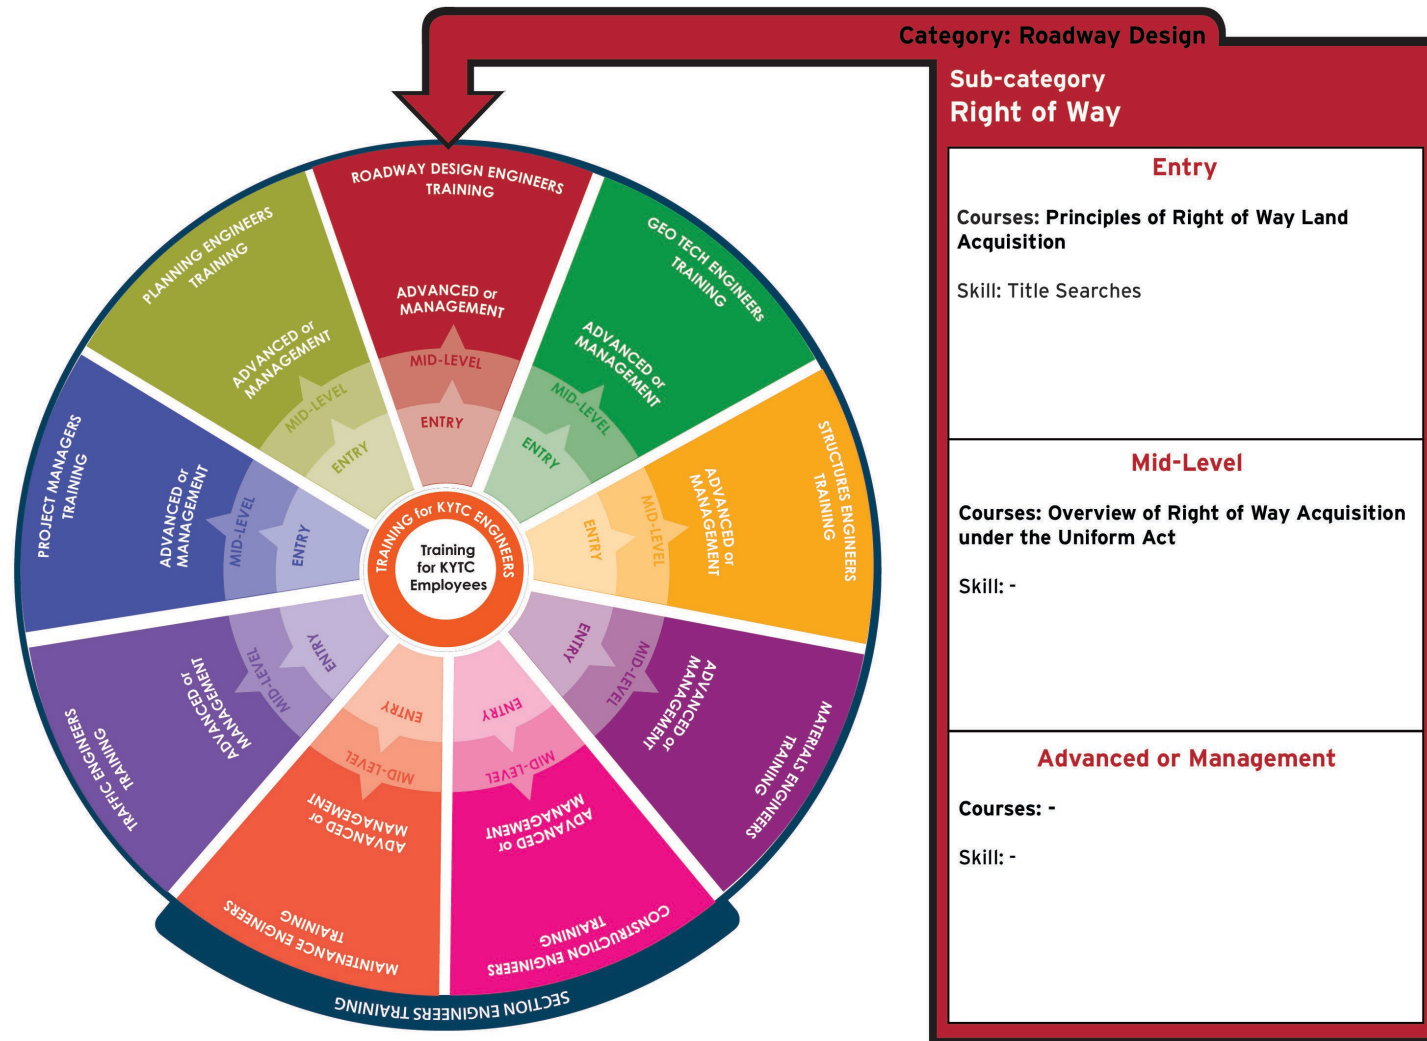 Category: Roadway Design
Sub-category
Right of Way
Entry
Courses: Principles of Right of Way Land
Acquisition
Skill: Title Searches
Mid-Level
Courses: Overview of Right of Way Acquisition
under the Uniform Act
Skill: -
Advanced or Management
Courses: -
Skill: -
ROADWAY DESIGN ENGINEERS
TRAINING
ADVANCED or
MANAGEMENT
MID-LEVEL
ENTRY
GEO TECH ENGINEERs
TRAINING
ADVANCED or
MANAGEMENT
MID-LEVEL
ENTRY
STRUCTURES ENGINEERS
TRAINING
ADVANCED or
MANAGEMENT
MID-LEVEL
ENTRY
MATERIALS ENGINEERS
TRAINING
ADVANCED or
MANAGEMENT
MID-LEVEL
ENTRY
CONSTRUCTION ENGINEERS
TRAINING
ADVANCED or
MANAGEMENT
MID-LEVEL
ENTRY
MAINTENANCE ENGINEERS
TRAINING
ADVANCED or
MANAGEMENT
MID-LEVEL
ENTRY
TRAFFIC ENGINEERS
TRAINING
ADVANCED or
MANAGEMENT
MID-LEVEL
ENTRY
PROJECT MANAGERS
TRAINING
ADVANCED or
MANAGEMENT
MID-LEVEL
ENTRY
PLANNING ENGINEERS
TRAINING
ADVANCED or
MANAGEMENT
MID-LEVEL
ENTRY
TRAINING for KYTC ENGINEERS
Training
for KYTC
Employees
SECTION ENGINEERS TRAINING